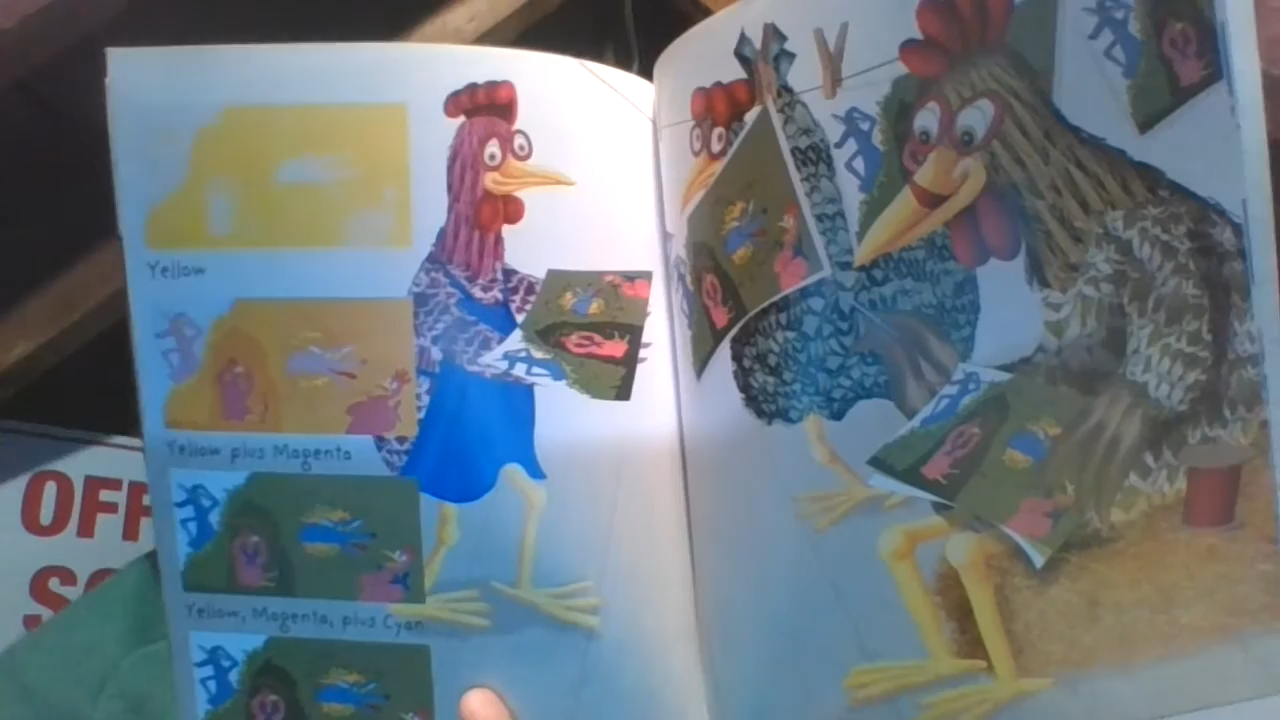 Yellow
Yellow plus Magenta
Yellow, Magenta, plus Cyan
OFF